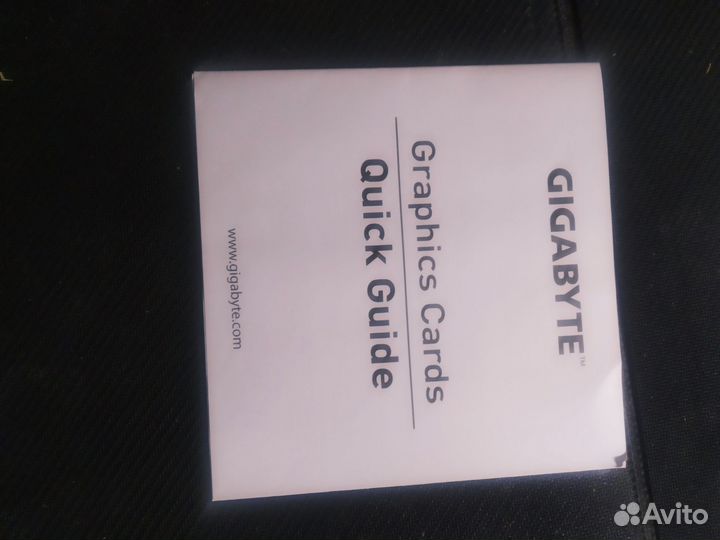 GIGABYTE™
Graphics Cards
Quick Guide
www.gigabyte.com
Avito